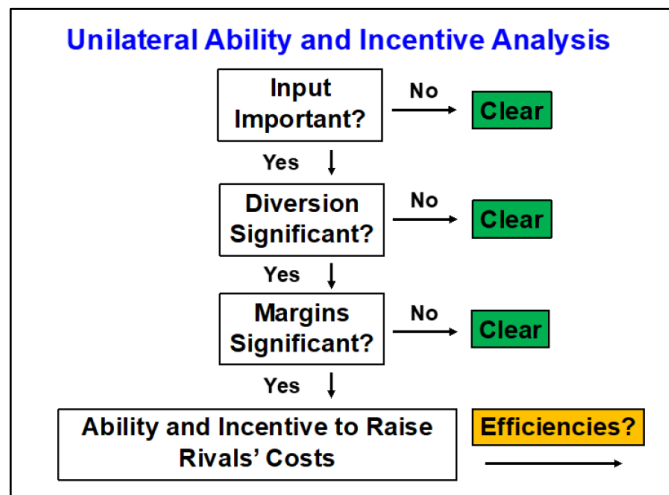 Unilateral Ability and Incentive Analysis
Input
Important?
No
Clear
Yes
Diversion
Significant?
No
Clear
Yes
Margins
Significant?
No
Clear
Yes
Ability and Incentive to Raise
Rivals' Costs
Efficiencies?